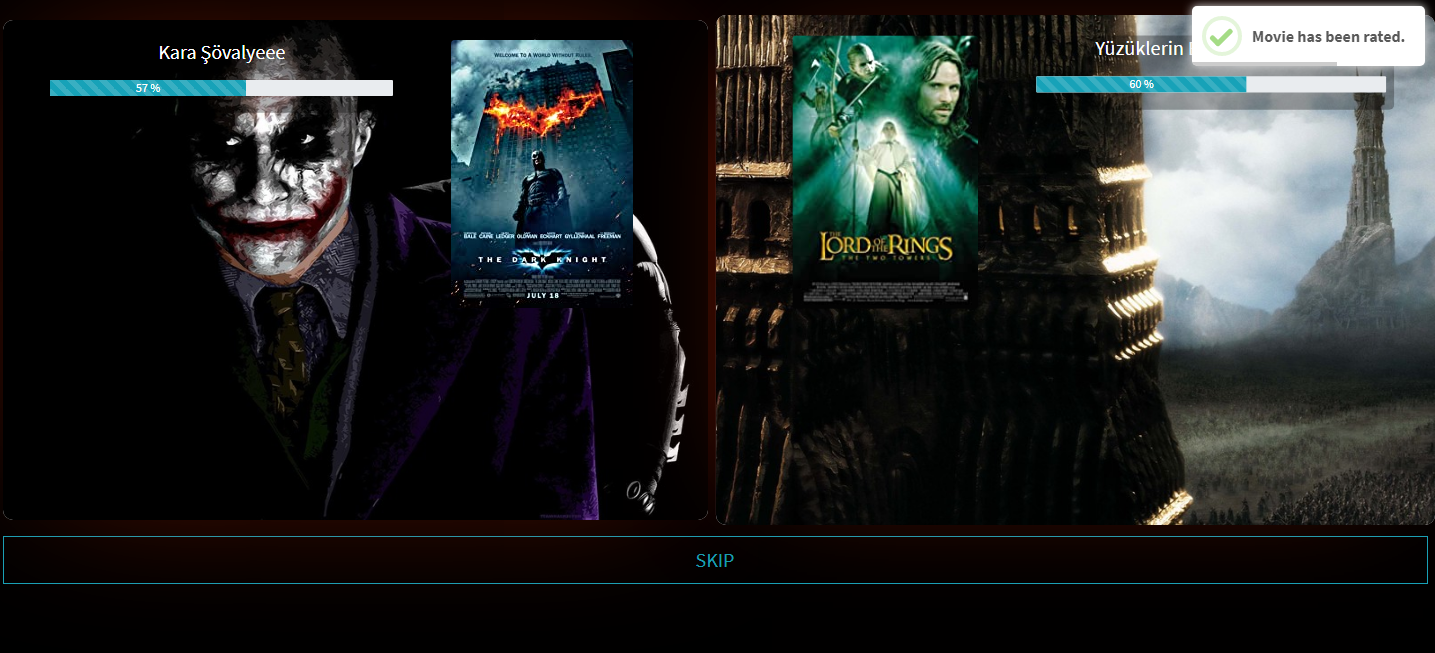 Kara Şövalyeee
57 %
WELCOME TO A WORLD WITHOUT RULES.
BALE CAINE LEDGER OLDMAN ECKHART GYLLENHAAL FREEMAN
THE DARK KNIGHT
JULY 18
THE LORD OF THE RINGS
THE TWO TOWERS
Yüzüklerin
60 %
Movie has been rated.
SKIP